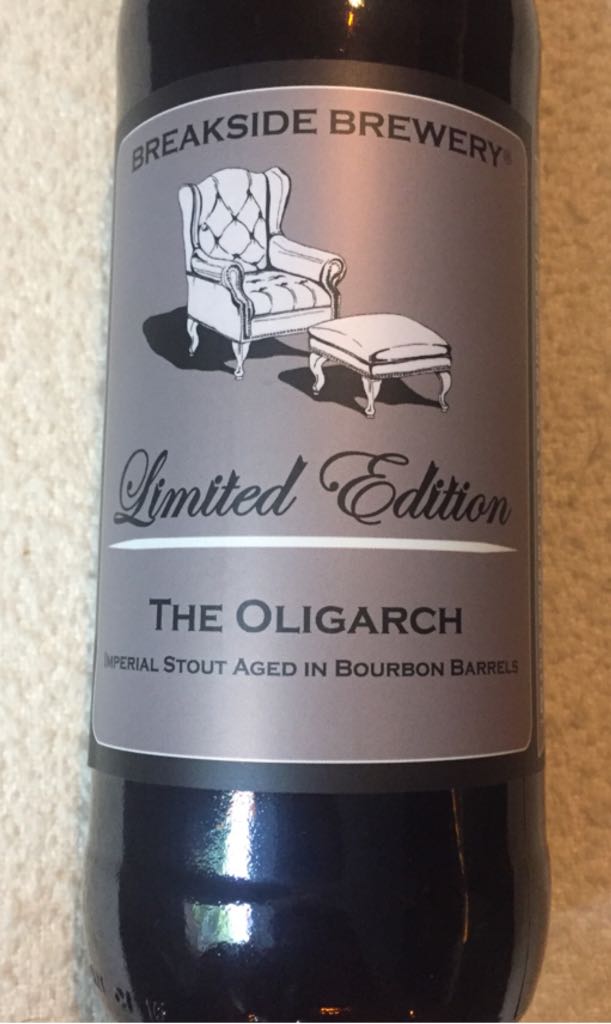 BREAKSIDE BREWERY®
Limited Edition
THE OLIGARCH
IMPERIAL STOUT AGED IN BOURBON BARRELS